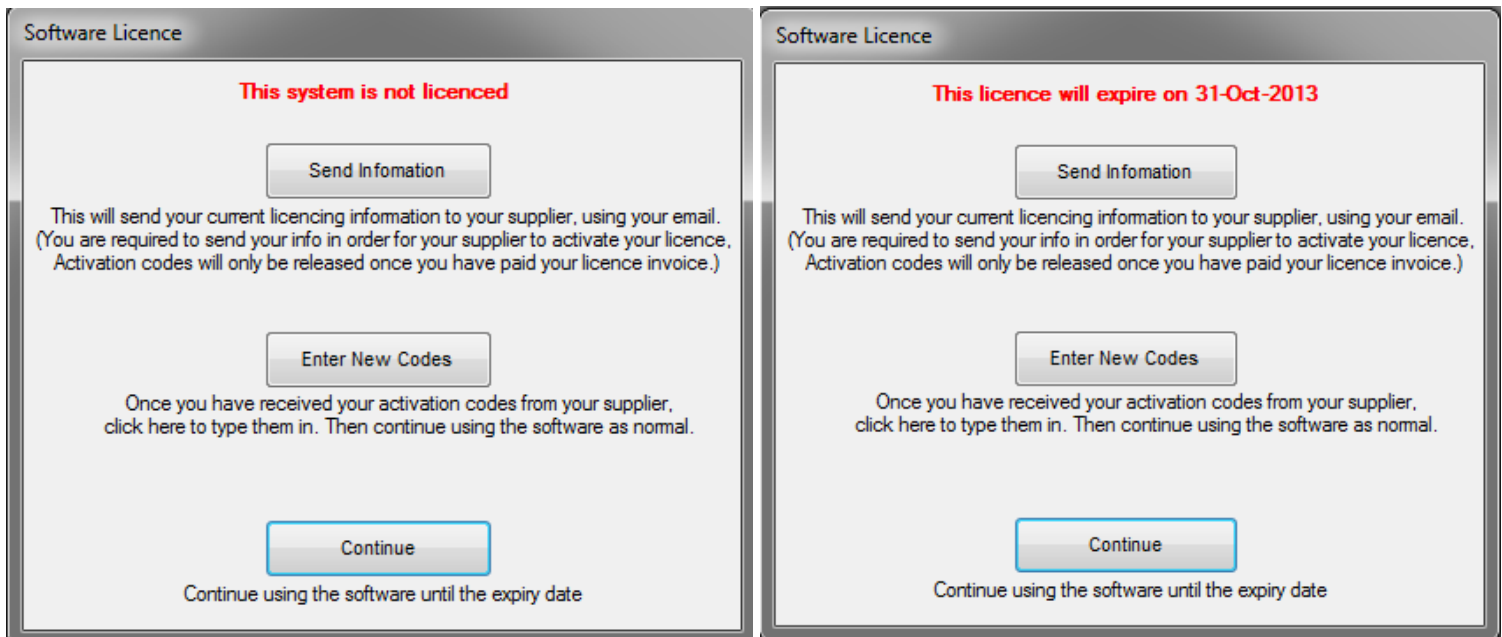 Software Licence
This system is not licenced
Send Infomation
This will send your current licencing information to your supplier, using your email.
(You are required to send your info in order for your supplier to activate your licence,
Activation codes will only be released once you have paid your licence invoice.)
Enter New Codes
Once you have received your activation codes from your supplier,
click here to type them in. Then continue using the software as normal.
Continue
Continue using the software until the expiry date
Software Licence
This licence will expire on 31-Oct-2013
Send Infomation
This will send your current licencing information to your supplier, using your email.
(You are required to send your info in order for your supplier to activate your licence,
Activation codes will only be released once you have paid your licence invoice.)
Enter New Codes
Once you have received your activation codes from your supplier,
click here to type them in. Then continue using the software as normal.
Continue
Continue using the software until the expiry date